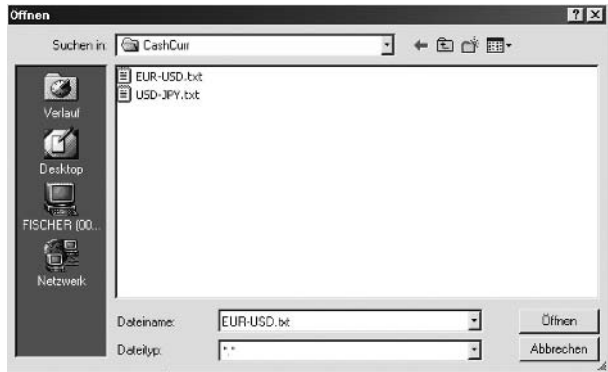 Öffnen
Suchen in: CashCurr
EUR-USD.txt
USD-JPY.txt
Verlauf
Desktop
FISCHER (00...
Netzwerk
Dateiname: EUR-USD.txt Öffnen
Dateityp: *.* Abbrechen